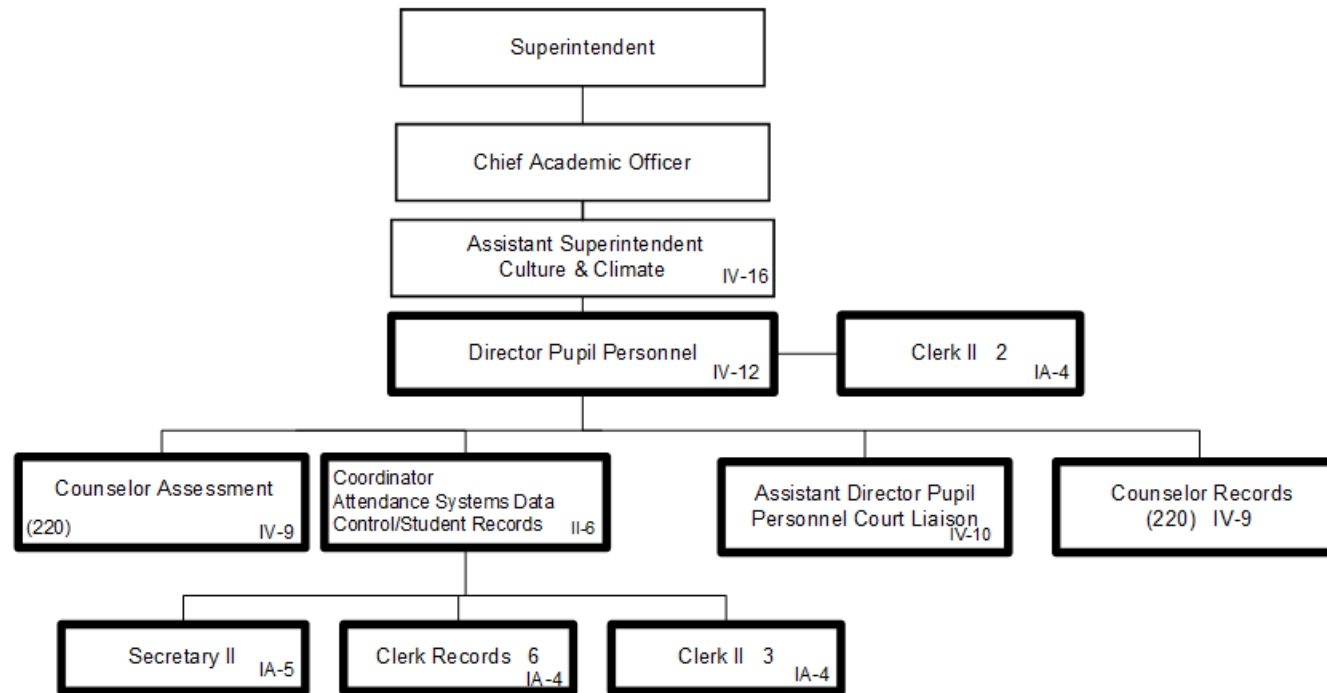 Superintendent
Chief Academic Officer
Assistant Superintendent
Culture & Climate
IV-16
Director Pupil Personnel
IV-12
Clerk II 2
IA-4
Counselor Assessment
(220) IV-9
Coordinator
Attendance Systems Data
Control/Student Records II-6
Assistant Director Pupil
Personnel Court Liaison
IV-10
Counselor Records
(220) IV-9
Secretary II
IA-5
Clerk Records 6
IA-4
Clerk II 3
IA-4